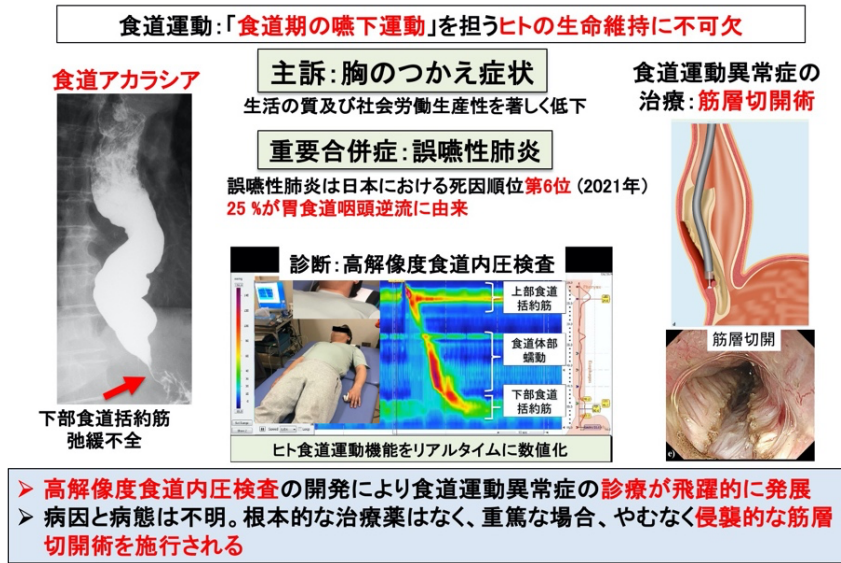 食道運動：「食道期の嚥下運動」を担うヒトの生命維持に不可欠
食道アカラシア
主訴：胸のつかえ症状
生活の質及び社会労働生産性を著しく低下
重要合併症：誤嚥性肺炎
誤嚥性肺炎は日本における死因順位第6位 (2021年)
25 %が胃食道咽頭逆流に由来
食道運動異常症の
治療：筋層切開術
診断：高解像度食道内圧検査
上部食道
括約筋
食道体部
蠕動
下部食道
括約筋
筋層切開
下部食道括約筋
弛緩不全
ヒト食道運動機能をリアルタイムに数値化
➢ 高解像度食道内圧検査の開発により食道運動異常症の診療が飛躍的に発展
➢ 病因と病態は不明。根本的な治療薬はなく、重篤な場合、やむなく侵襲的な筋層
切開術を施行される